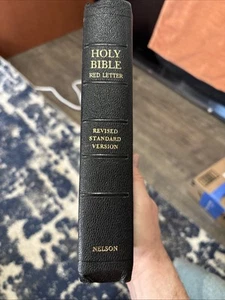 HOLY
BIBLE
RED LETTER
REVISED
STANDARD
VERSION
NELSON